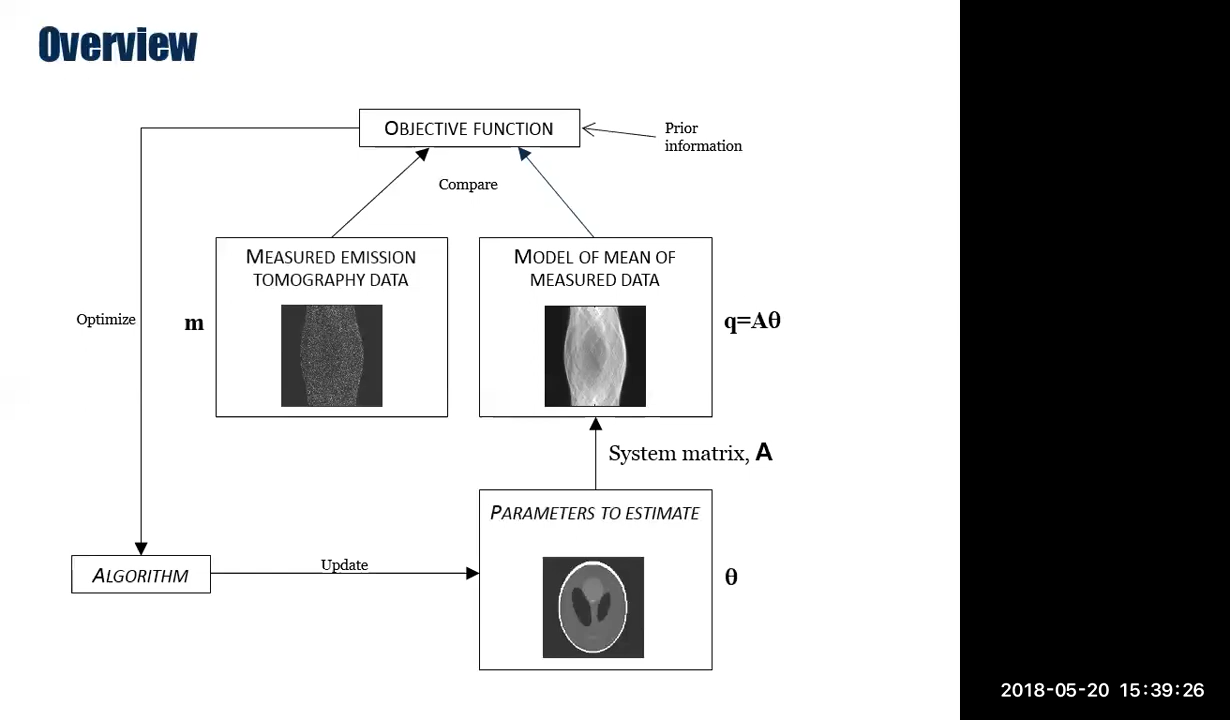 Overview
OBJECTIVE FUNCTION
Prior
information
Compare
MEASURED EMISSION
TOMOGRAPHY DATA
MODEL OF MEAN OF
MEASURED DATA
Optimize
m
q=Aθ
System matrix, A
PARAMETERS TO ESTIMATE
Update
ALGORITHM
θ
2018-05-20 15:39:26